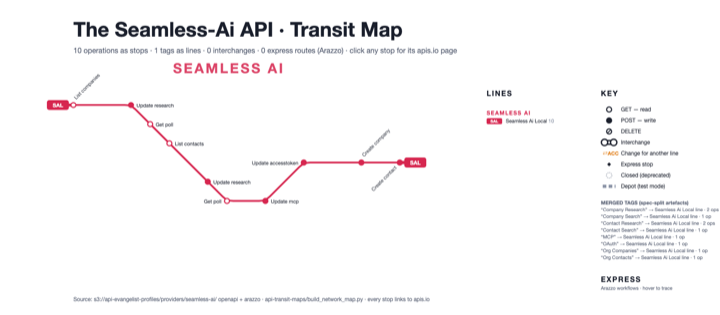 The Seamless-Ai API · Transit Map
10 operations as stops · 1 tags as lines · 0 interchanges · 0 express routes (Arazzo) · click any stop for its apis.io page
SEAMLESS AI
SAL
List companies
Update research
Get poll
List contacts
Update research
Get poll
Update mcp
Update accesstoken
Create company
Create contact
SAL
LINES
SEAMLESS AI
SAL Seamless Ai Local 10
KEY
GET — read
POST — write
DELETE
Interchange
Change for another line
Express stop
Closed (deprecated)
Depot (test mode)
MERGED TAGS (spec-split artefacts)
"Company Research" → Seamless Ai Local line · 2 ops
"Company Search" → Seamless Ai Local line · 1 op
"Contact Research" → Seamless Ai Local line · 2 ops
"Contact Search" → Seamless Ai Local line · 1 op
"MCP" → Seamless Ai Local line · 1 op
"OAuth" → Seamless Ai Local line · 1 op
"Org Companies" → Seamless Ai Local line · 1 op
"Org Contacts" → Seamless Ai Local line · 1 op
EXPRESS
Arazzo workflows · hover to trace
Source: s3://api-evangelist-profiles/providers/seamless-ai/ openapi + arazzo · api-transit-maps/build_network_map.py · every stop links to apis.io